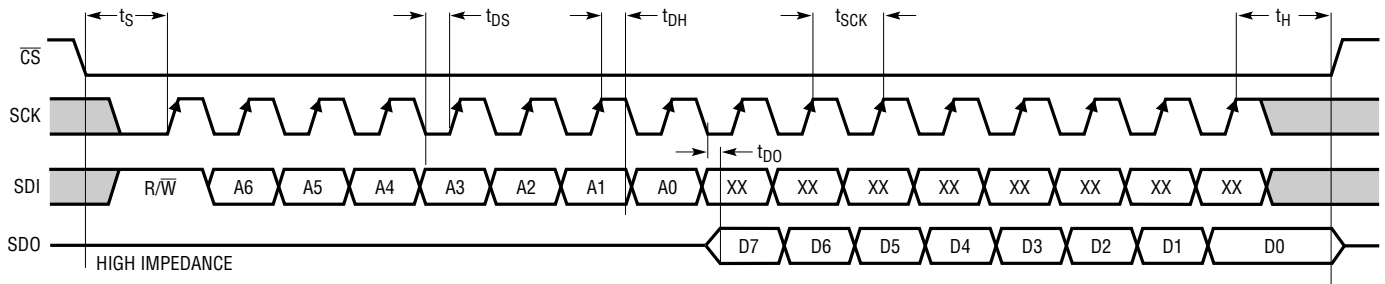 tS tDS tDH tSCK tH
CS
SCK
tDO
SDI R/W A6 A5 A4 A3 A2 A1 A0 XX XX XX XX XX XX XX XX
SDO D7 D6 D5 D4 D3 D2 D1 D0
HIGH IMPEDANCE